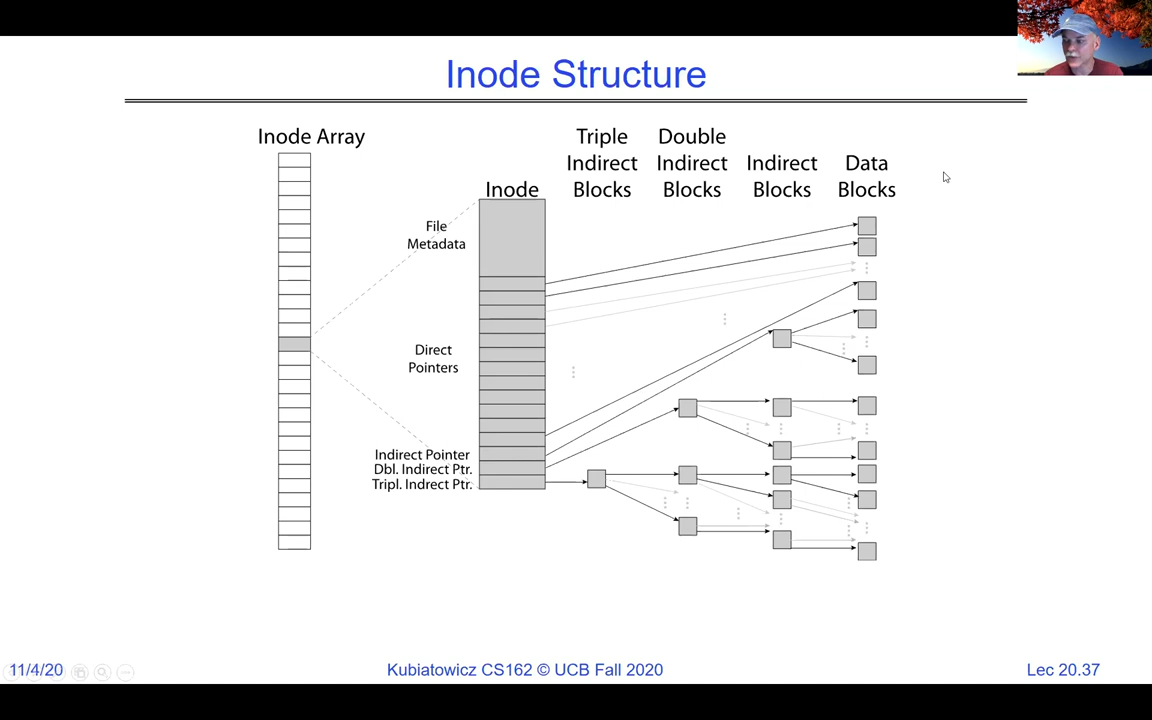 Inode Structure
Inode Array
Triple
Indirect
Blocks
Double
Indirect
Blocks
Indirect
Blocks
Data
Blocks
Inode
File
Metadata
Direct
Pointers
Indirect Pointer
Dbl. Indirect Ptr.
Tripl. Indirect Ptr.
11/4/20
Kubiatowicz CS162 © UCB Fall 2020
Lec 20.37